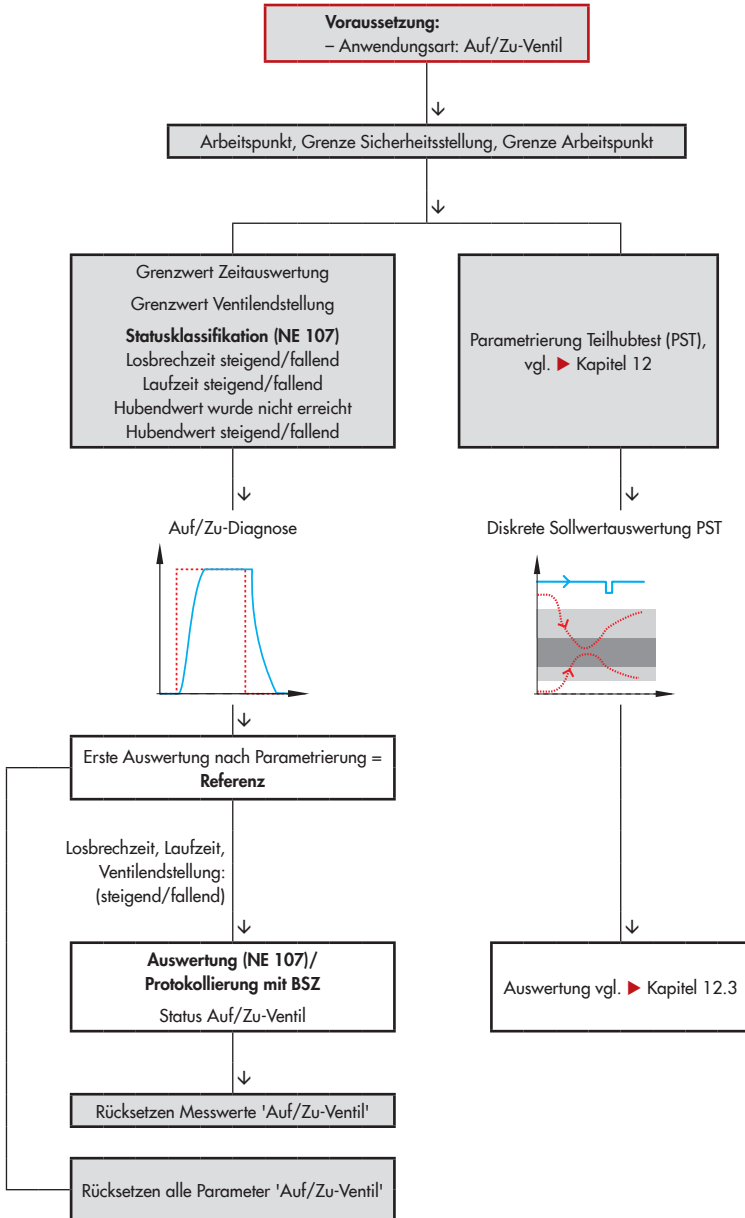 Voraussetzung:
– Anwendungsart: Auf/Zu-Ventil
Arbeitspunkt, Grenze Sicherheitsstellung, Grenze Arbeitspunkt
Grenzwert Zeitauswertung
Grenzwert Ventilendstellung
Statusklassifikation (NE 107)
Losbrechzeit steigend/fallend
Laufzeit steigend/fallend
Hubendwert wurde nicht erreicht
Hubendwert steigend/fallend
Parametrierung Teilhubtest (PST),
vgl. ▶ Kapitel 12
Auf/Zu-Diagnose
Diskrete Sollwertauswertung PST
Erste Auswertung nach Parametrierung =
Referenz
Losbrechzeit, Laufzeit,
Ventilendstellung:
(steigend/fallend)
Auswertung (NE 107)/
Protokollierung mit BSZ
Status Auf/Zu-Ventil
Auswertung vgl. ▶ Kapitel 12.3
Rücksetzen Messwerte 'Auf/Zu-Ventil'
Rücksetzen alle Parameter 'Auf/Zu-Ventil'